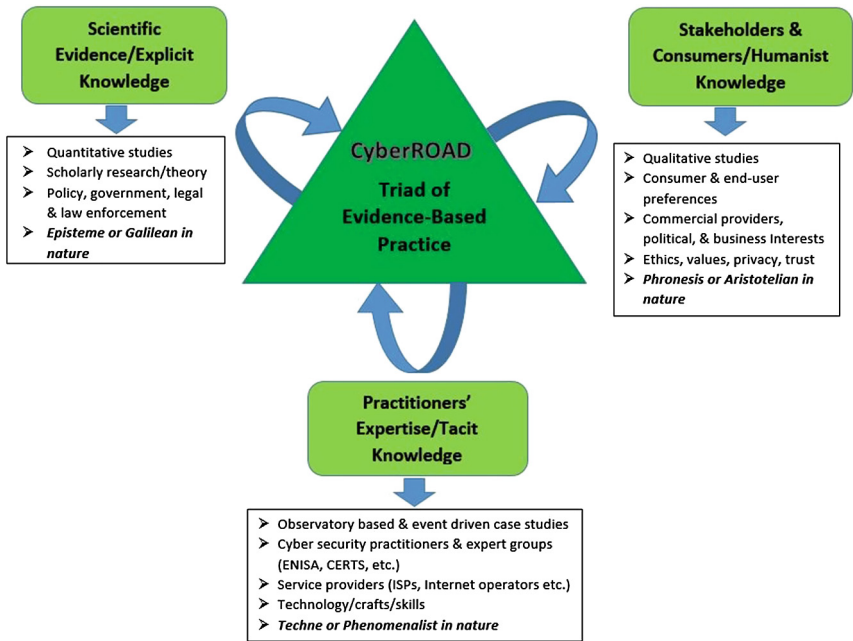 Scientific
Evidence/Explicit
Knowledge
➢ Quantitative studies
➢ Scholarly research/theory
➢ Policy, government, legal
& law enforcement
➢ Episteme or Galilean in
nature
CyberROAD
Triad of
Evidence-Based
Practice
Stakeholders &
Consumers/Humanist
Knowledge
➢ Qualitative studies
➢ Consumer & end-user
preferences
➢ Commercial providers,
political, & business Interests
➢ Ethics, values, privacy, trust
➢ Phronesis or Aristotelian in
nature
Practitioners’
Expertise/Tacit
Knowledge
➢ Observatory based & event driven case studies
➢ Cyber security practitioners & expert groups
(ENISA, CERTS, etc.)
➢ Service providers (ISPs, Internet operators etc.)
➢ Technology/crafts/skills
➢ Techne or Phenomenalist in nature